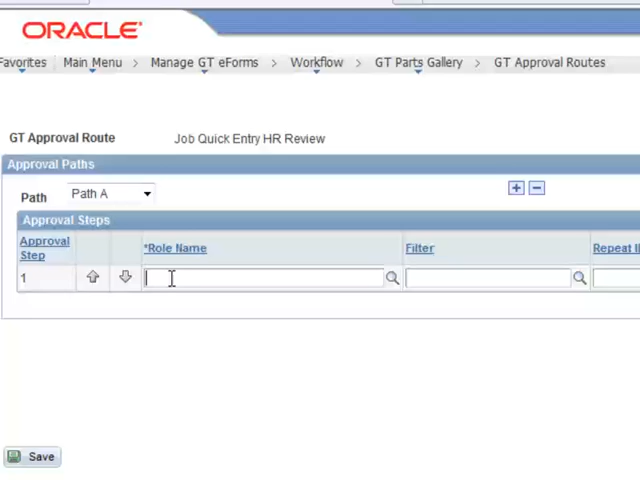 ORACLE®
Favorites Main Menu > Manage GT eForms > Workflow > GT Parts Gallery > GT Approval Routes
GT Approval Route Job Quick Entry HR Review
Approval Paths
Path Path A
Approval Steps
Approval Step *Role Name Filter Repeat
1
Save